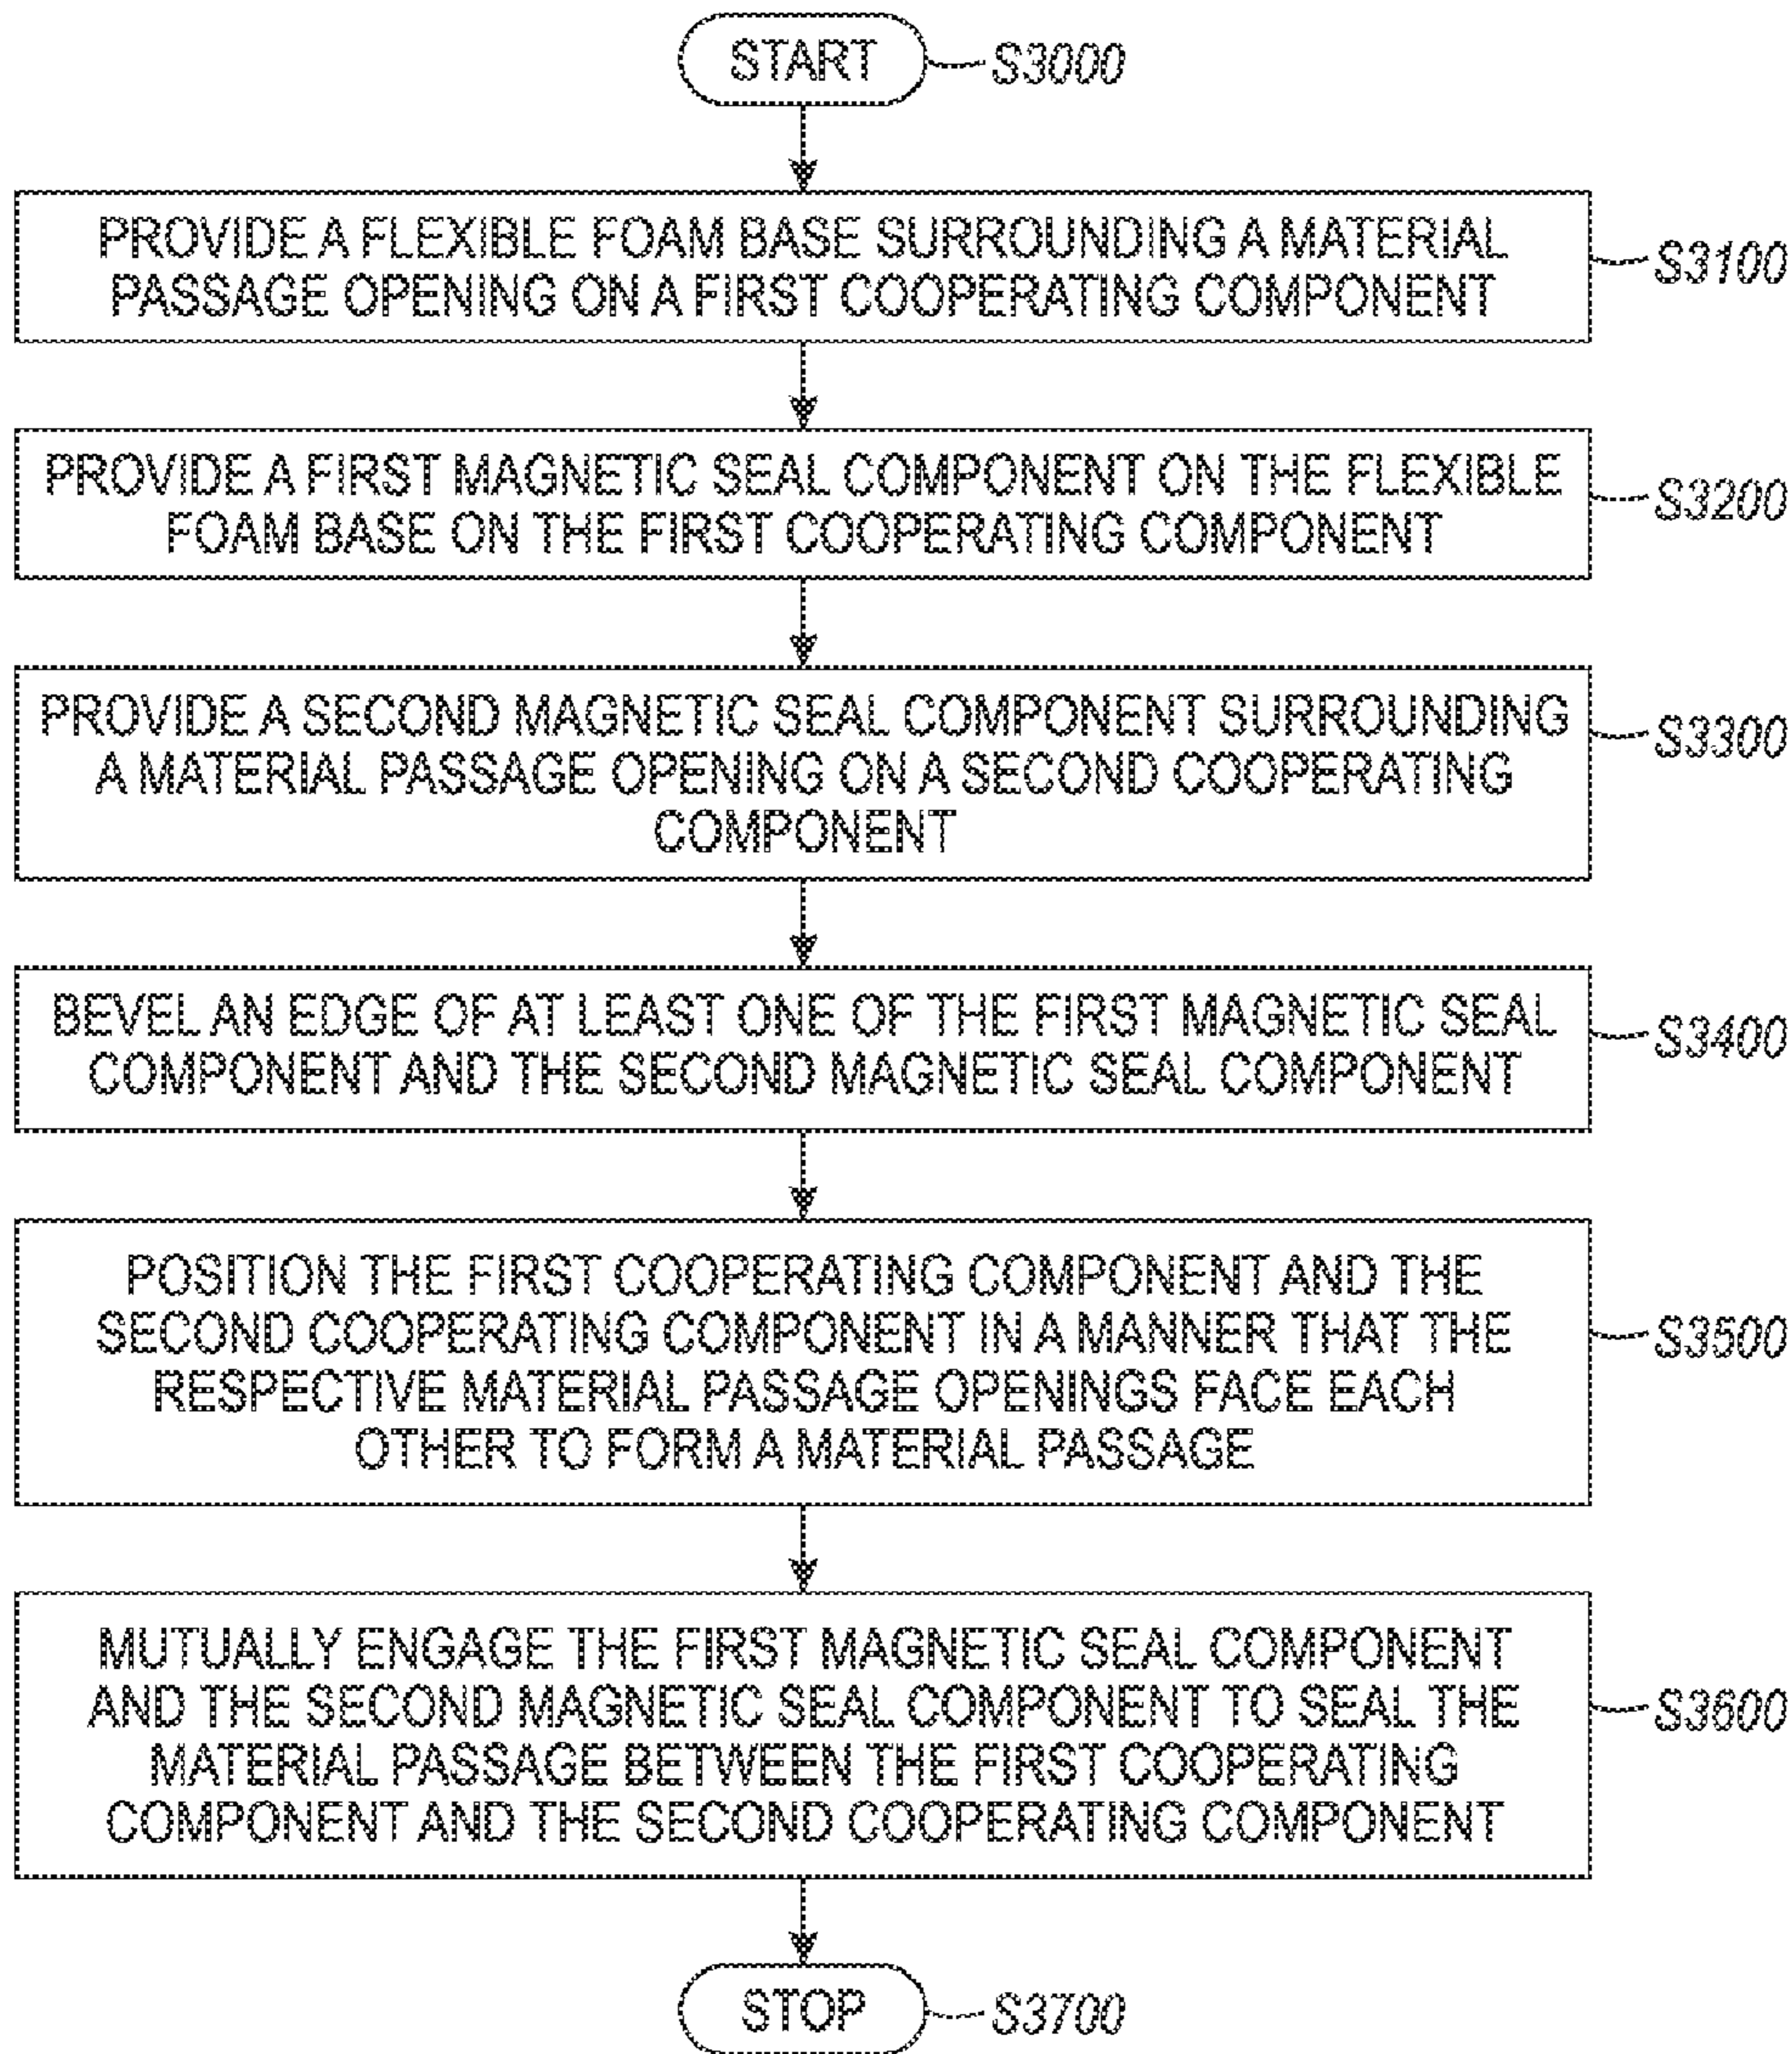 START
S3000
PROVIDE A FLEXIBLE FOAM BASE SURROUNDING A MATERIAL
PASSAGE OPENING ON A FIRST COOPERATING COMPONENT
S3100
PROVIDE A FIRST MAGNETIC SEAL COMPONENT ON THE FLEXIBLE
FOAM BASE ON THE FIRST COOPERATING COMPONENT
S3200
PROVIDE A SECOND MAGNETIC SEAL COMPONENT SURROUNDING
A MATERIAL PASSAGE OPENING ON A SECOND COOPERATING
COMPONENT
S3300
BEVEL AN EDGE OF AT LEAST ONE OF THE FIRST MAGNETIC SEAL
COMPONENT AND THE SECOND MAGNETIC SEAL COMPONENT
S3400
POSITION THE FIRST COOPERATING COMPONENT AND THE
SECOND COOPERATING COMPONENT IN A MANNER THAT THE
RESPECTIVE MATERIAL PASSAGE OPENINGS FACE EACH
OTHER TO FORM A MATERIAL PASSAGE
S3500
MUTUALLY ENGAGE THE FIRST MAGNETIC SEAL COMPONENT
AND THE SECOND MAGNETIC SEAL COMPONENT TO SEAL THE
MATERIAL PASSAGE BETWEEN THE FIRST COOPERATING
COMPONENT AND THE SECOND COOPERATING COMPONENT
S3600
STOP
S3700